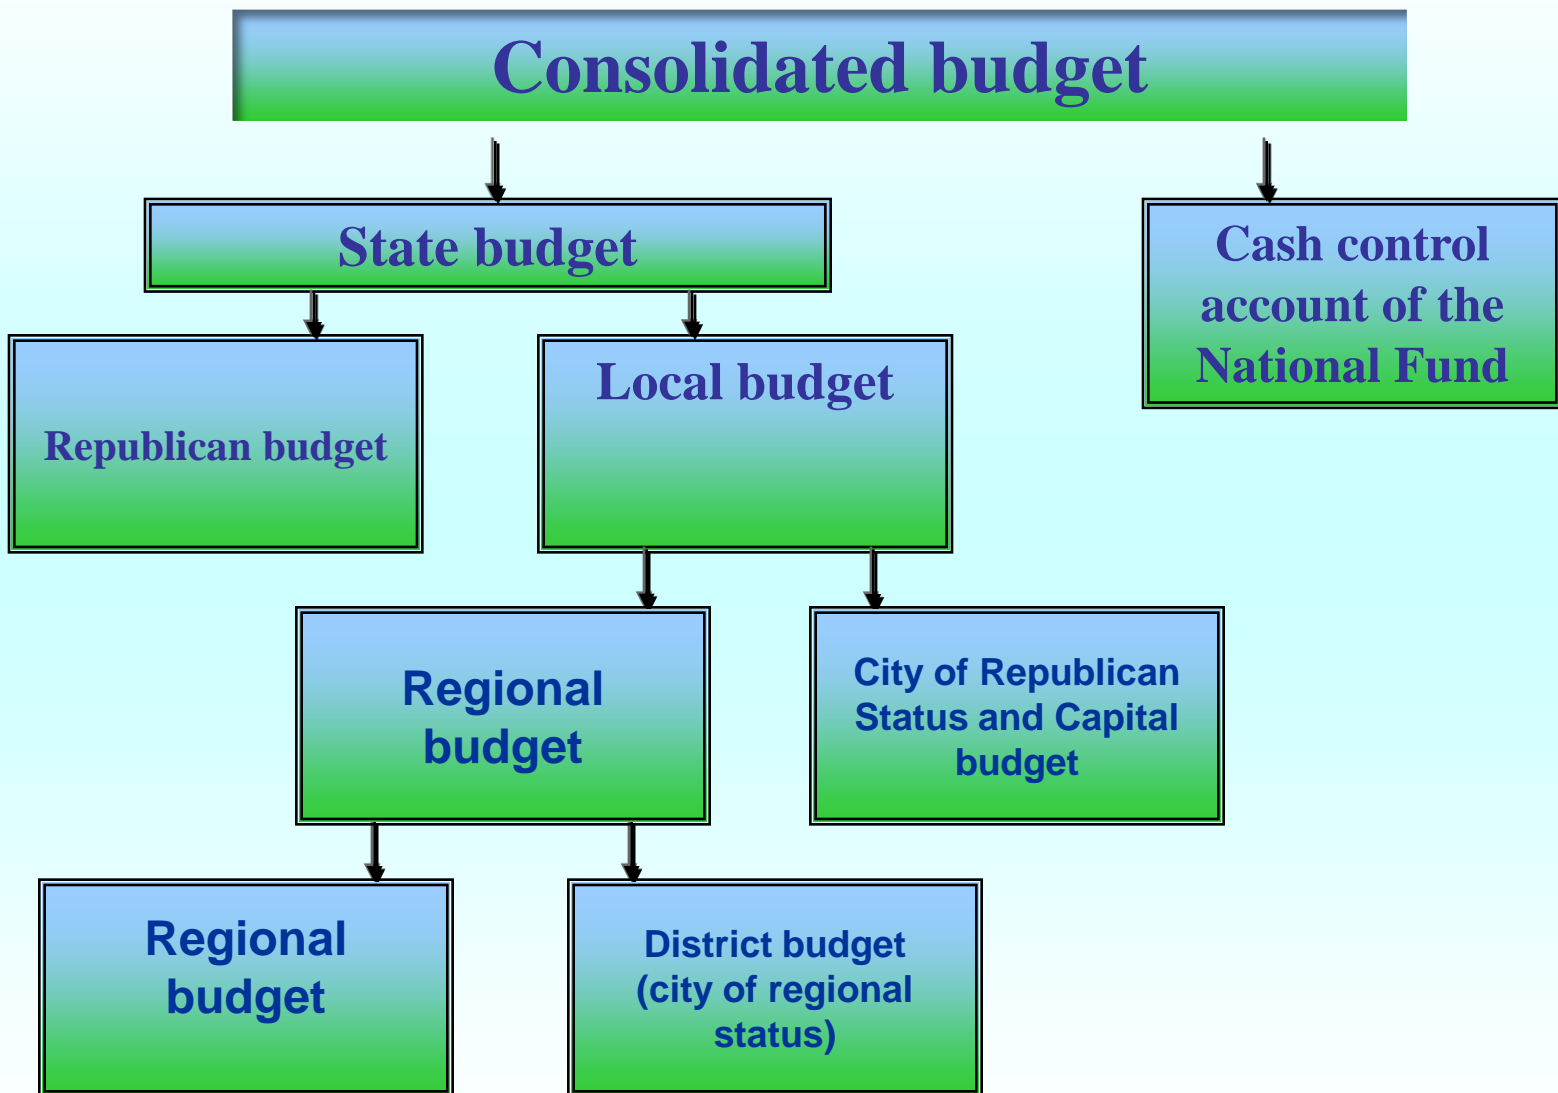 Consolidated budget
State budget
Cash control
account of the
National Fund
Republican budget
Local budget
Regional
budget
City of Republican
Status and Capital
budget
Regional
budget
District budget
(city of regional
status)